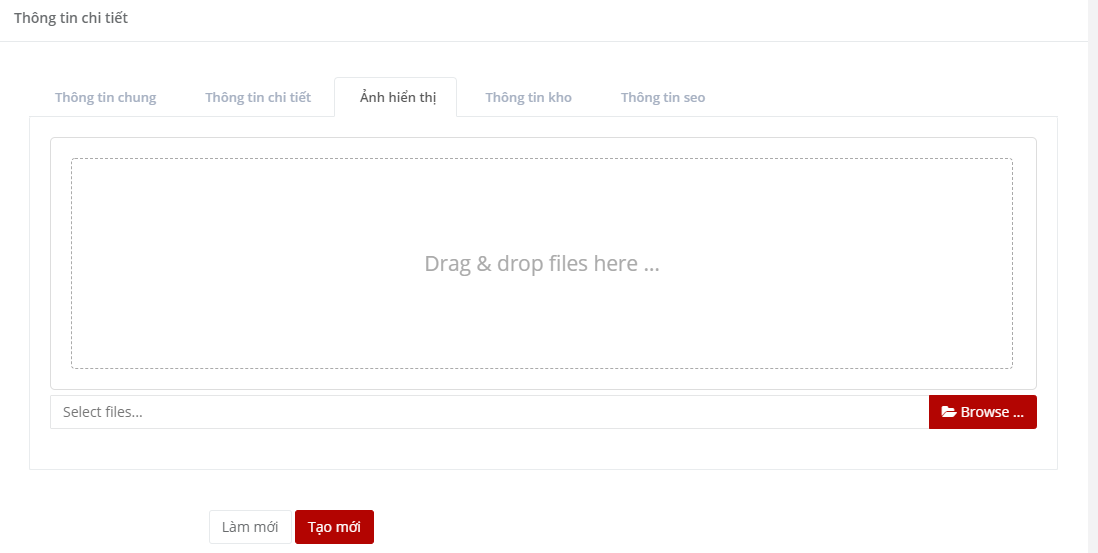 Thông tin chi tiết
Thông tin chung Thông tin chi tiết Ảnh hiển thị Thông tin kho Thông tin seo
Drag & drop files here ...
Select files... Browse ...
Làm mới Tạo mới